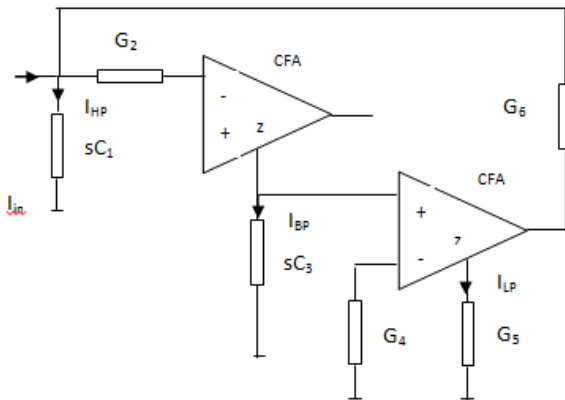 G2
CFA
IHP
-
+
z
sC1
G6
CFA
Iin
IBP
+
sC3
-
z
ILP
G4
G5